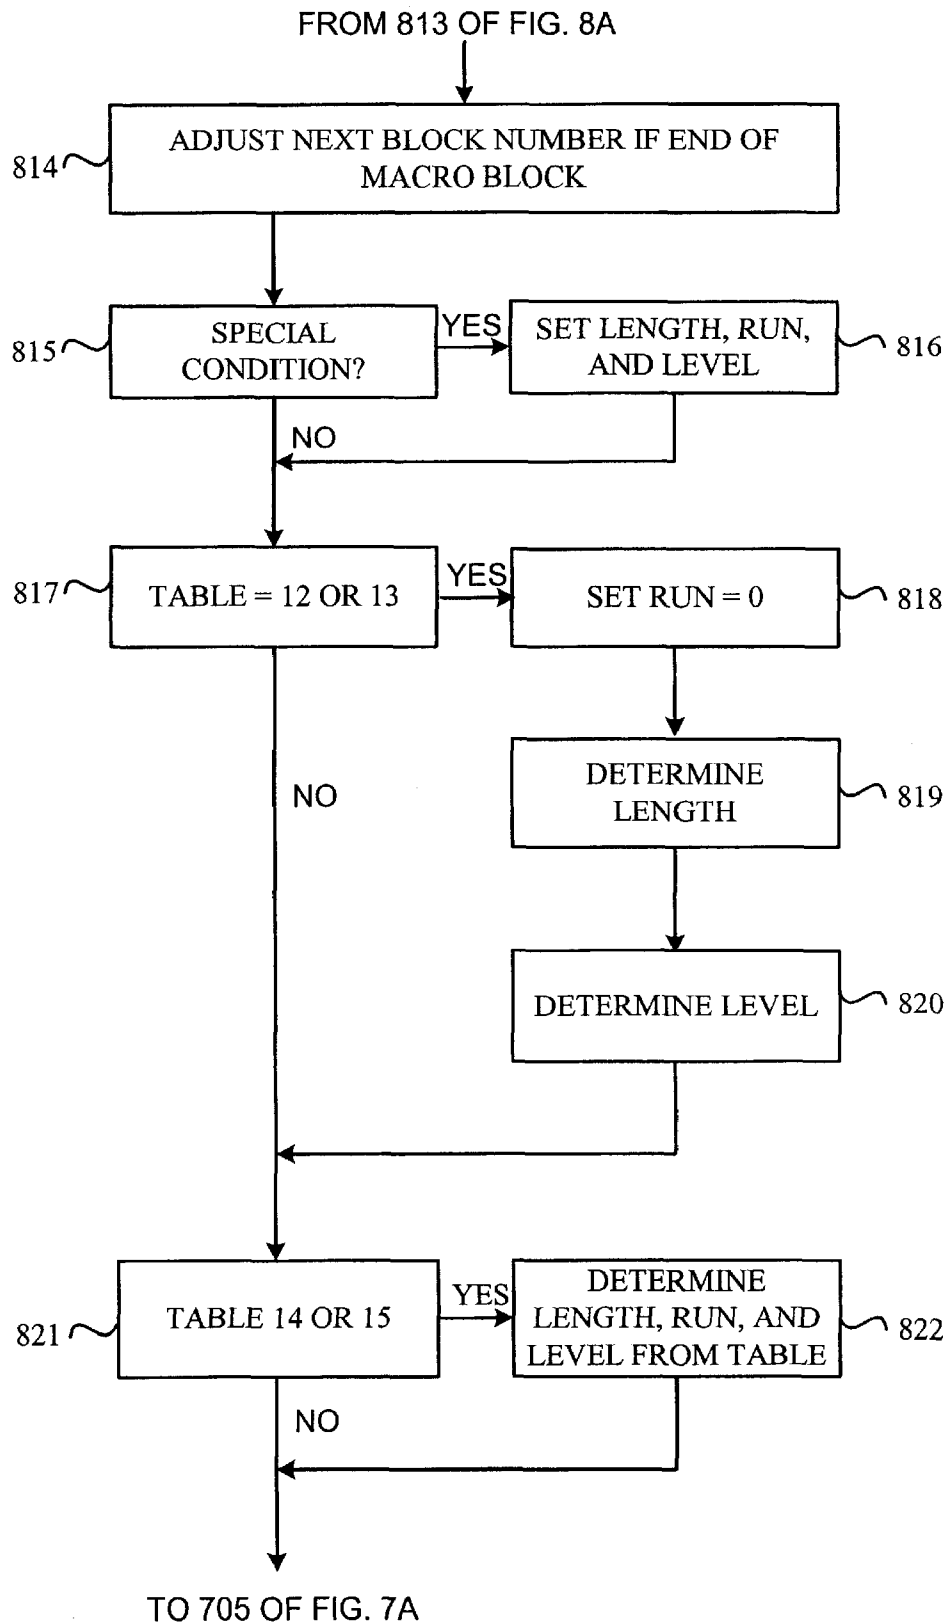 FROM 813 OF FIG. 8A
814
ADJUST NEXT BLOCK NUMBER IF END OF
MACRO BLOCK
815
SPECIAL
CONDITION?
YES
SET LENGTH, RUN,
AND LEVEL
816
NO
817
TABLE = 12 OR 13
YES
SET RUN = 0
818
NO
DETERMINE
LENGTH
819
DETERMINE LEVEL
820
821
TABLE 14 OR 15
YES
DETERMINE
LENGTH, RUN, AND
LEVEL FROM TABLE
822
NO
TO 705 OF FIG. 7A